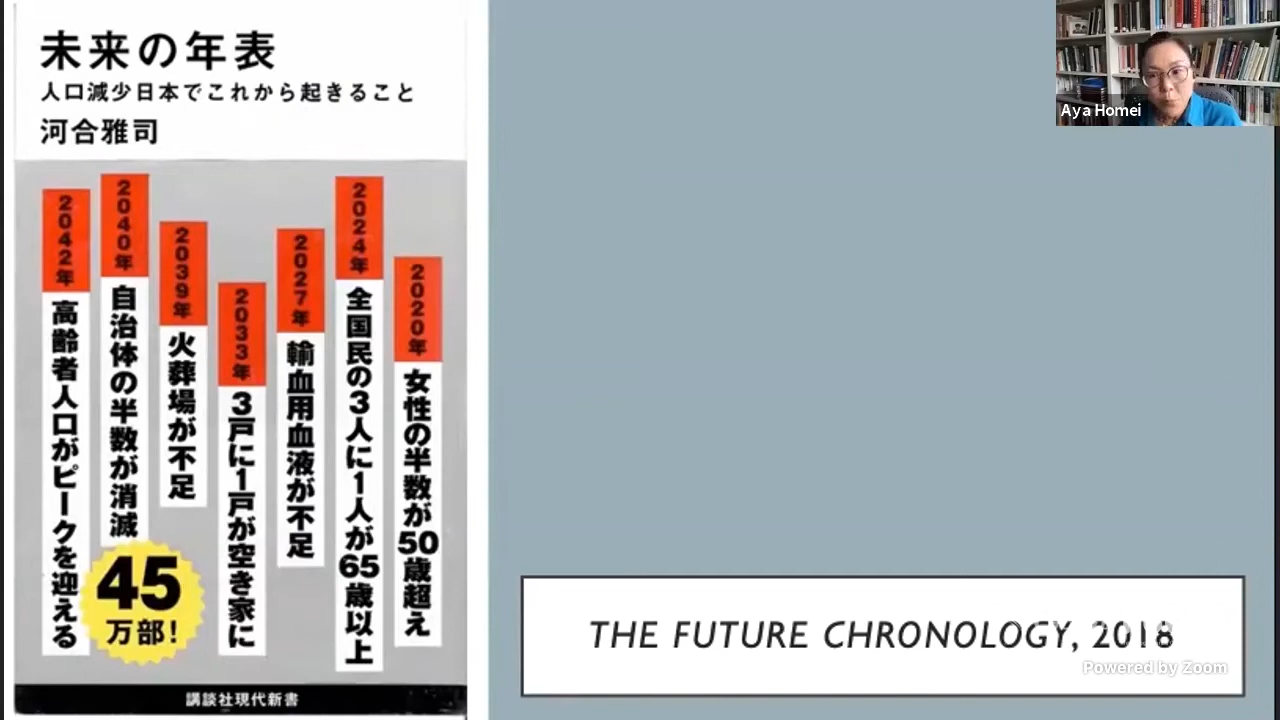 未来の年表
人口減少日本でこれから起きること
河合雅司
2020年 女性の半数が50歳超え
2024年 全国民の3人に1人が65歳以上
2027年 輸血用血液が不足
2033年 3戸に1戸が空き家に
2039年 火葬場が不足
2040年 自治体の半数が消滅
2042年 高齢者人口がピークを迎える
45
万部!
講談社現代新書
Aya Homei
THE FUTURE CHRONOLOGY, 2018
Powered by Zoom